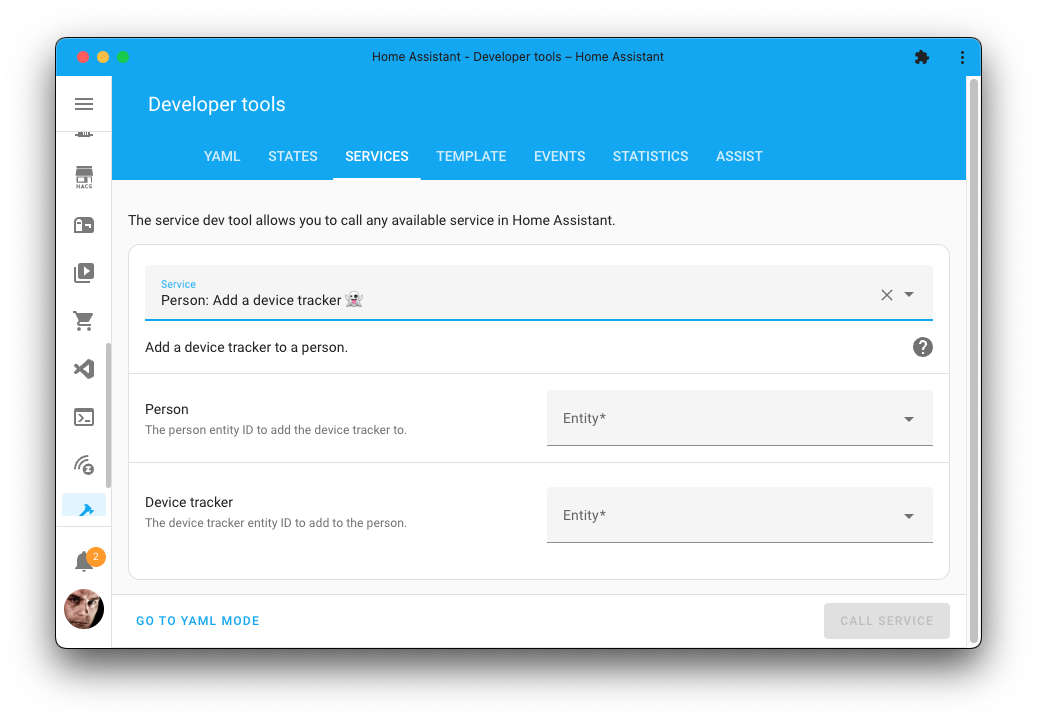 Home Assistant - Developer tools – Home Assistant
Developer tools
YAML STATES SERVICES TEMPLATE EVENTS STATISTICS ASSIST
HACS
The service dev tool allows you to call any available service in Home Assistant.
Service
Person: Add a device tracker 👻
Add a device tracker to a person.
Person
The person entity ID to add the device tracker to.
Entity*
Device tracker
The device tracker entity ID to add to the person.
Entity*
2
GO TO YAML MODE
CALL SERVICE